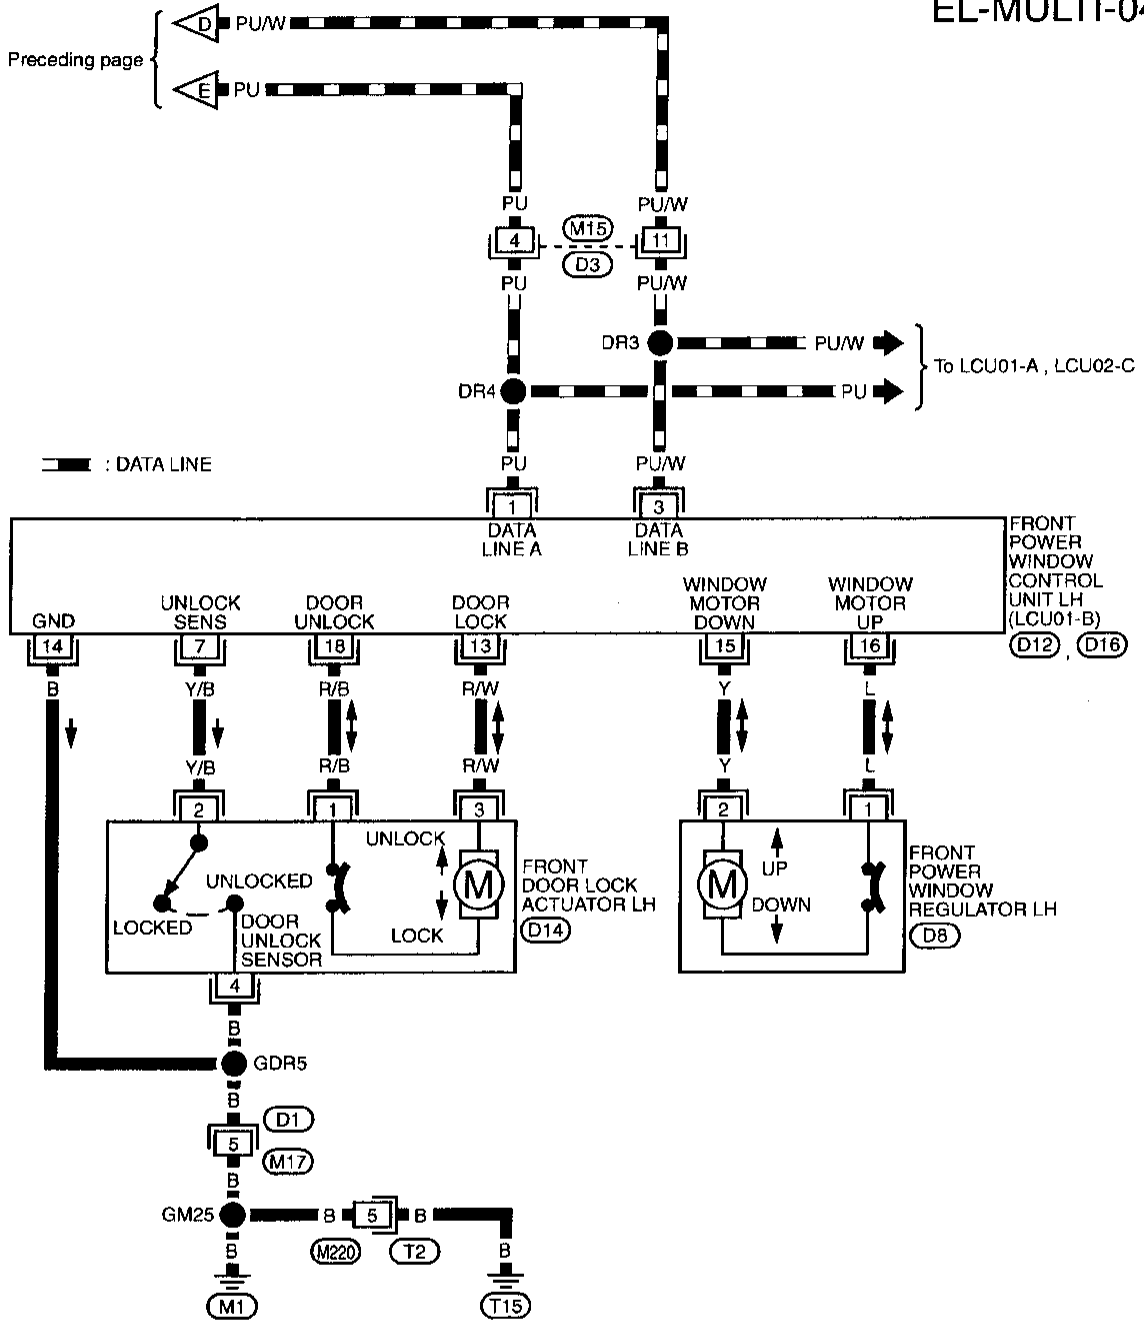 EL-MULTI-04
D PU/W
Preceding page
E PU
PU PU/W
4 M15 11
D3
PU PU/W
DR3 PU/W
To LCU01-A , LCU02-C
DR4 PU
: DATA LINE
PU PU/W
1 3
DATA LINE A
DATA LINE B
FRONT
POWER
WINDOW
CONTROL
UNIT LH
(LCU01-B)
D12 , D16
GND
UNLOCK SENS
DOOR UNLOCK
DOOR LOCK
WINDOW MOTOR DOWN
WINDOW MOTOR UP
14 7 18 13 15 16
B Y/B R/B R/W Y L
Y/B R/B R/W Y L
2 1 3 2 1
UNLOCK
UNLOCKED
LOCKED
DOOR
UNLOCK
SENSOR
M
LOCK
FRONT
DOOR LOCK
ACTUATOR LH
D14
M
UP
DOWN
FRONT
POWER
WINDOW
REGULATOR LH
D8
4
B
GDR5
B
D1
5
M17
B
GM25 B 5 B
M220 T2
B B
M1 T15